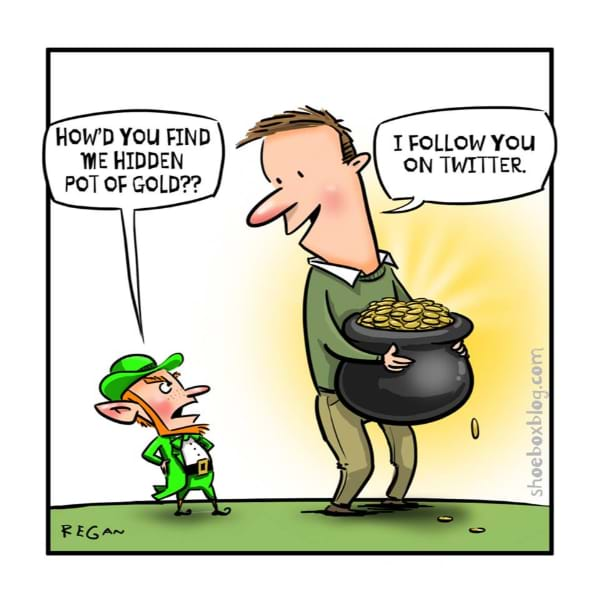 HOW'D YOU FIND
ME HIDDEN
POT OF GOLD??
I FOLLOW YOU
ON TWITTER.
shoeboxblog.com
REGAN